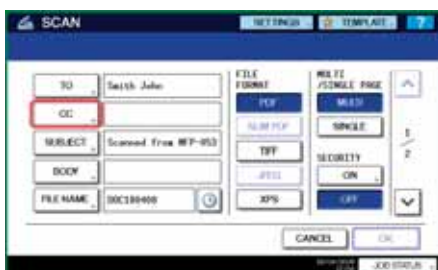 SCAN
SETTINGS
TEMPLATE
?
TO
Smith John
CC
SUBJECT
Scanned from MFP-053
BODY
FILE NAME
FILE
FORMAT
PDF
SLIM PDF
TIFF
JPEG
XPS
MULTI
/SINGLE PAGE
MULTI
SINGLE
SECURITY
ON
OFF
1
2
CANCEL
OK
JOB STATUS